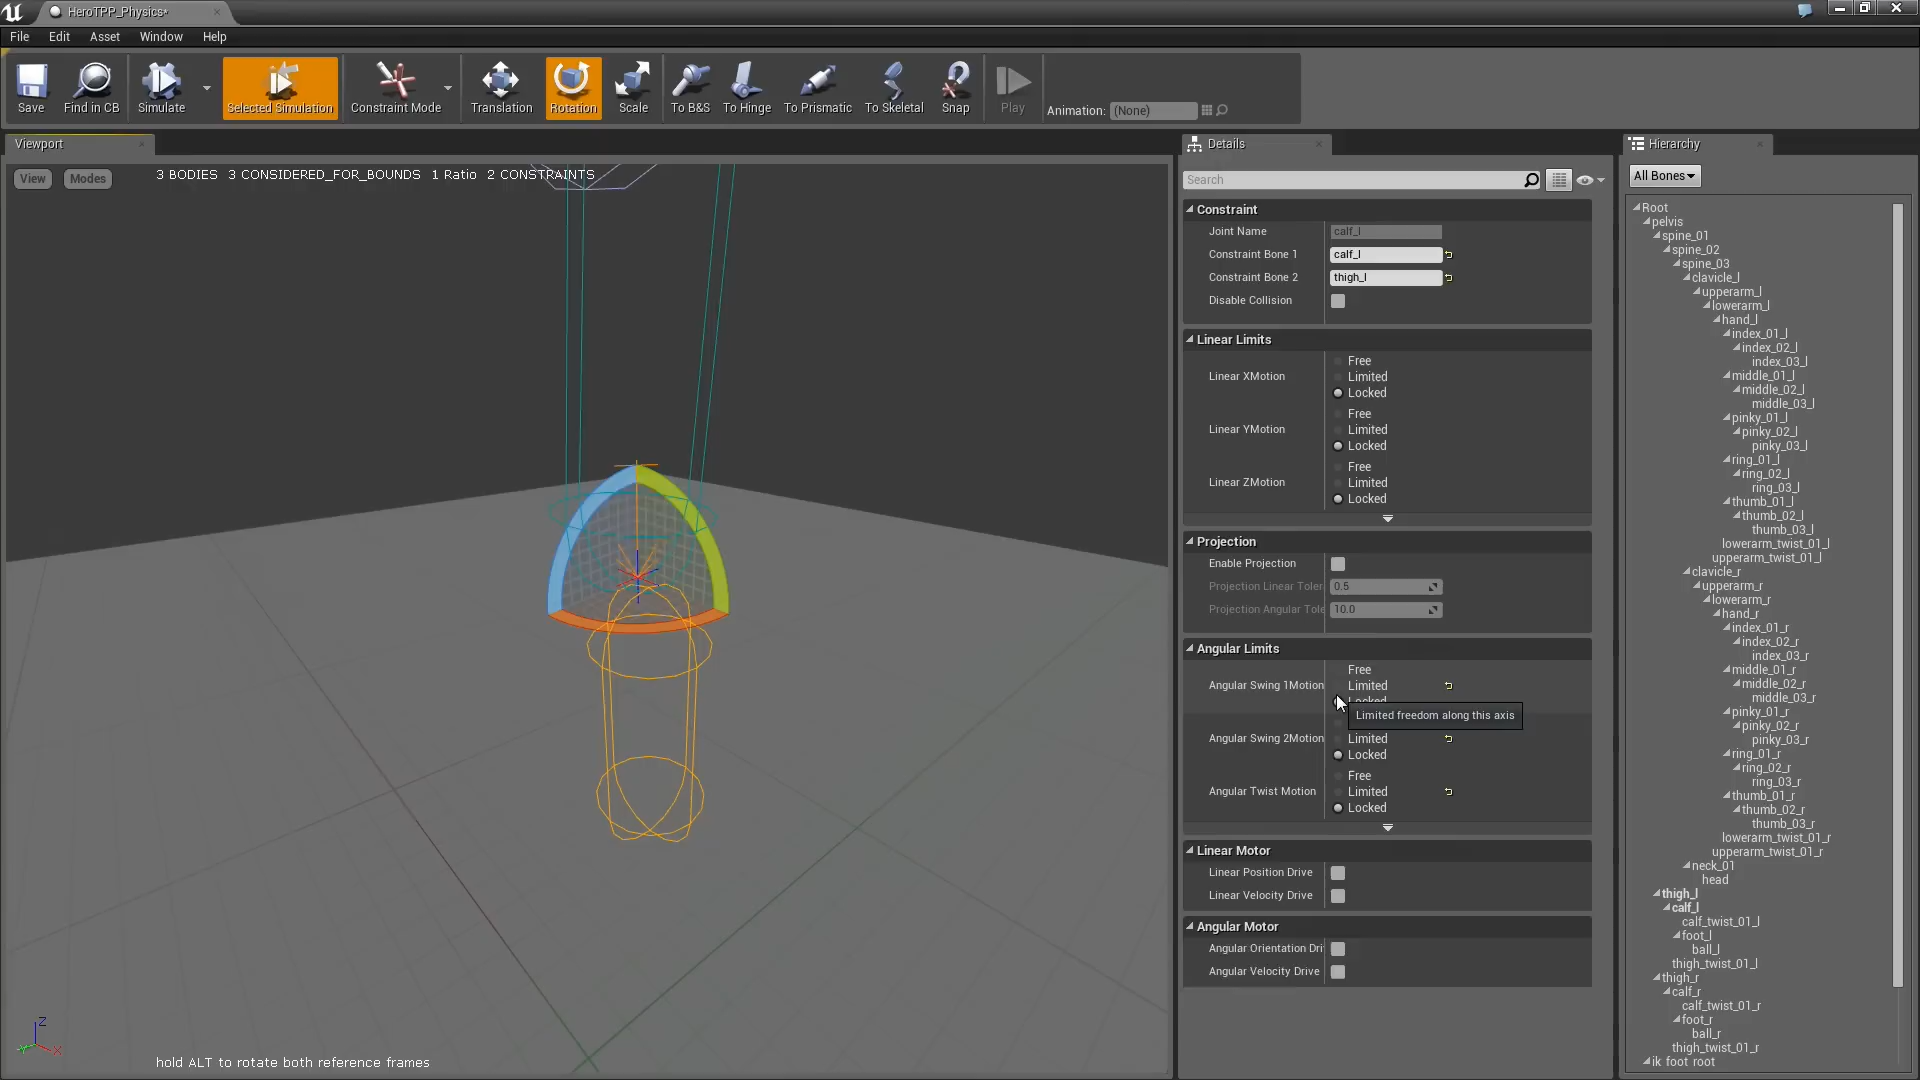 HeroTPP_Physics*
File Edit Asset Window Help
Save Find in CB Simulate Selected Simulation Constraint Mode Translation Rotation Scale To B&S To Hinge To Prismatic To Skeletal Snap Play Animation: (None)
Viewport
View Modes 3 BODIES 3 CONSIDERED_FOR_BOUNDS 1 Ratio 2 CONSTRAINTS
hold ALT to rotate both reference frames
Z
X
Details
Search
Constraint
Joint Name calf_l
Constraint Bone 1 calf_l
Constraint Bone 2 thigh_l
Disable Collision
Linear Limits
Free
Linear XMotion Limited
Locked
Free
Linear YMotion Limited
Locked
Free
Linear ZMotion Limited
Locked
Projection
Enable Projection
Projection Linear Toler 0.5
Projection Angular Tole 10.0
Angular Limits
Free
Angular Swing 1Motion Limited
Locked
Limited freedom along this axis
Angular Swing 2Motion Limited
Locked
Free
Angular Twist Motion Limited
Locked
Linear Motor
Linear Position Drive
Linear Velocity Drive
Angular Motor
Angular Orientation Dri
Angular Velocity Drive
Hierarchy
All Bones
Root
pelvis
spine_01
spine_02
spine_03
clavicle_l
upperarm_l
lowerarm_l
hand_l
index_01_l
index_02_l
index_03_l
middle_01_l
middle_02_l
middle_03_l
pinky_01_l
pinky_02_l
pinky_03_l
ring_01_l
ring_02_l
ring_03_l
thumb_01_l
thumb_02_l
thumb_03_l
lowerarm_twist_01_l
upperarm_twist_01_l
clavicle_r
upperarm_r
lowerarm_r
hand_r
index_01_r
index_02_r
index_03_r
middle_01_r
middle_02_r
middle_03_r
pinky_01_r
pinky_02_r
pinky_03_r
ring_01_r
ring_02_r
ring_03_r
thumb_01_r
thumb_02_r
thumb_03_r
lowerarm_twist_01_r
upperarm_twist_01_r
neck_01
head
thigh_l
calf_l
calf_twist_01_l
foot_l
ball_l
thigh_twist_01_l
thigh_r
calf_r
calf_twist_01_r
foot_r
ball_r
thigh_twist_01_r
ik_foot_root